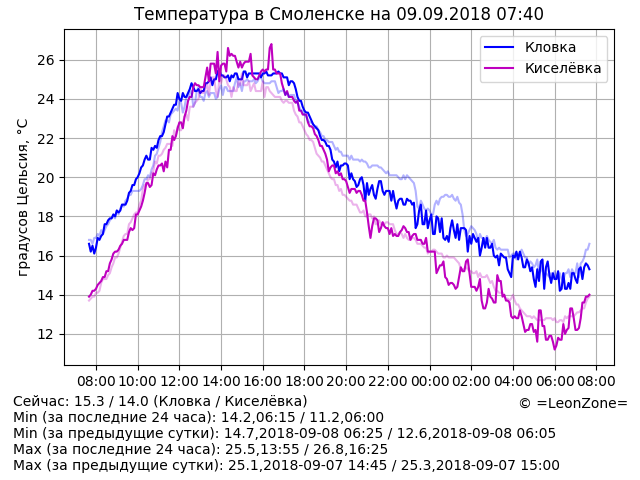 Температура в Смоленске на 09.09.2018 07:40
Кловка
Киселёвка
градусов Цельсия, °C
26
24
22
20
18
16
14
12
08:00 10:00 12:00 14:00 16:00 18:00 20:00 22:00 00:00 02:00 04:00 06:00 08:00
Сейчас: 15.3 / 14.0 (Кловка / Киселёвка)
© =LeonZone=
Min (за последние 24 часа): 14.2,06:15 / 11.2,06:00
Min (за предыдущие сутки): 14.7,2018-09-08 06:25 / 12.6,2018-09-08 06:05
Max (за последние 24 часа): 25.5,13:55 / 26.8,16:25
Max (за предыдущие сутки): 25.1,2018-09-07 14:45 / 25.3,2018-09-07 15:00